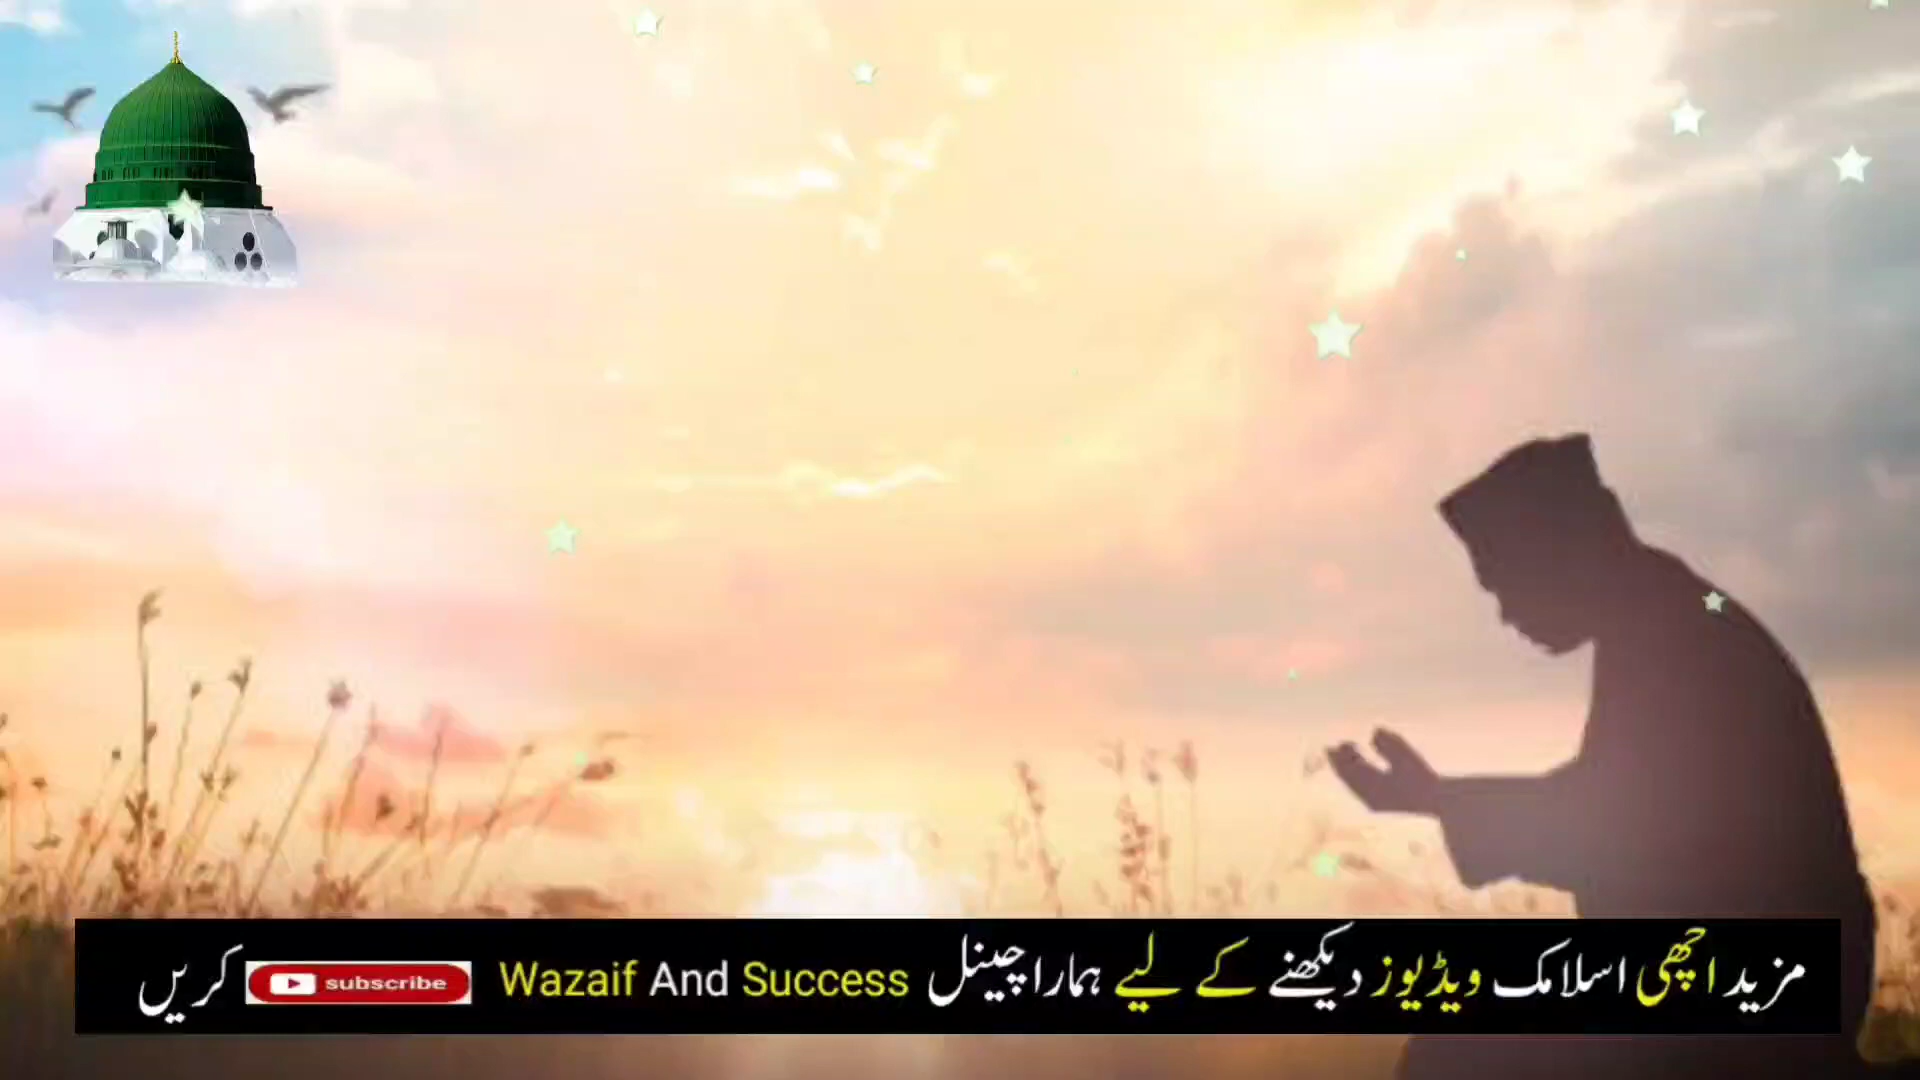 مزید اچھی اسلامک ویڈیوز دیکھنے کے لیے ہمارا چینل Wazaif And Success subscribe کریں